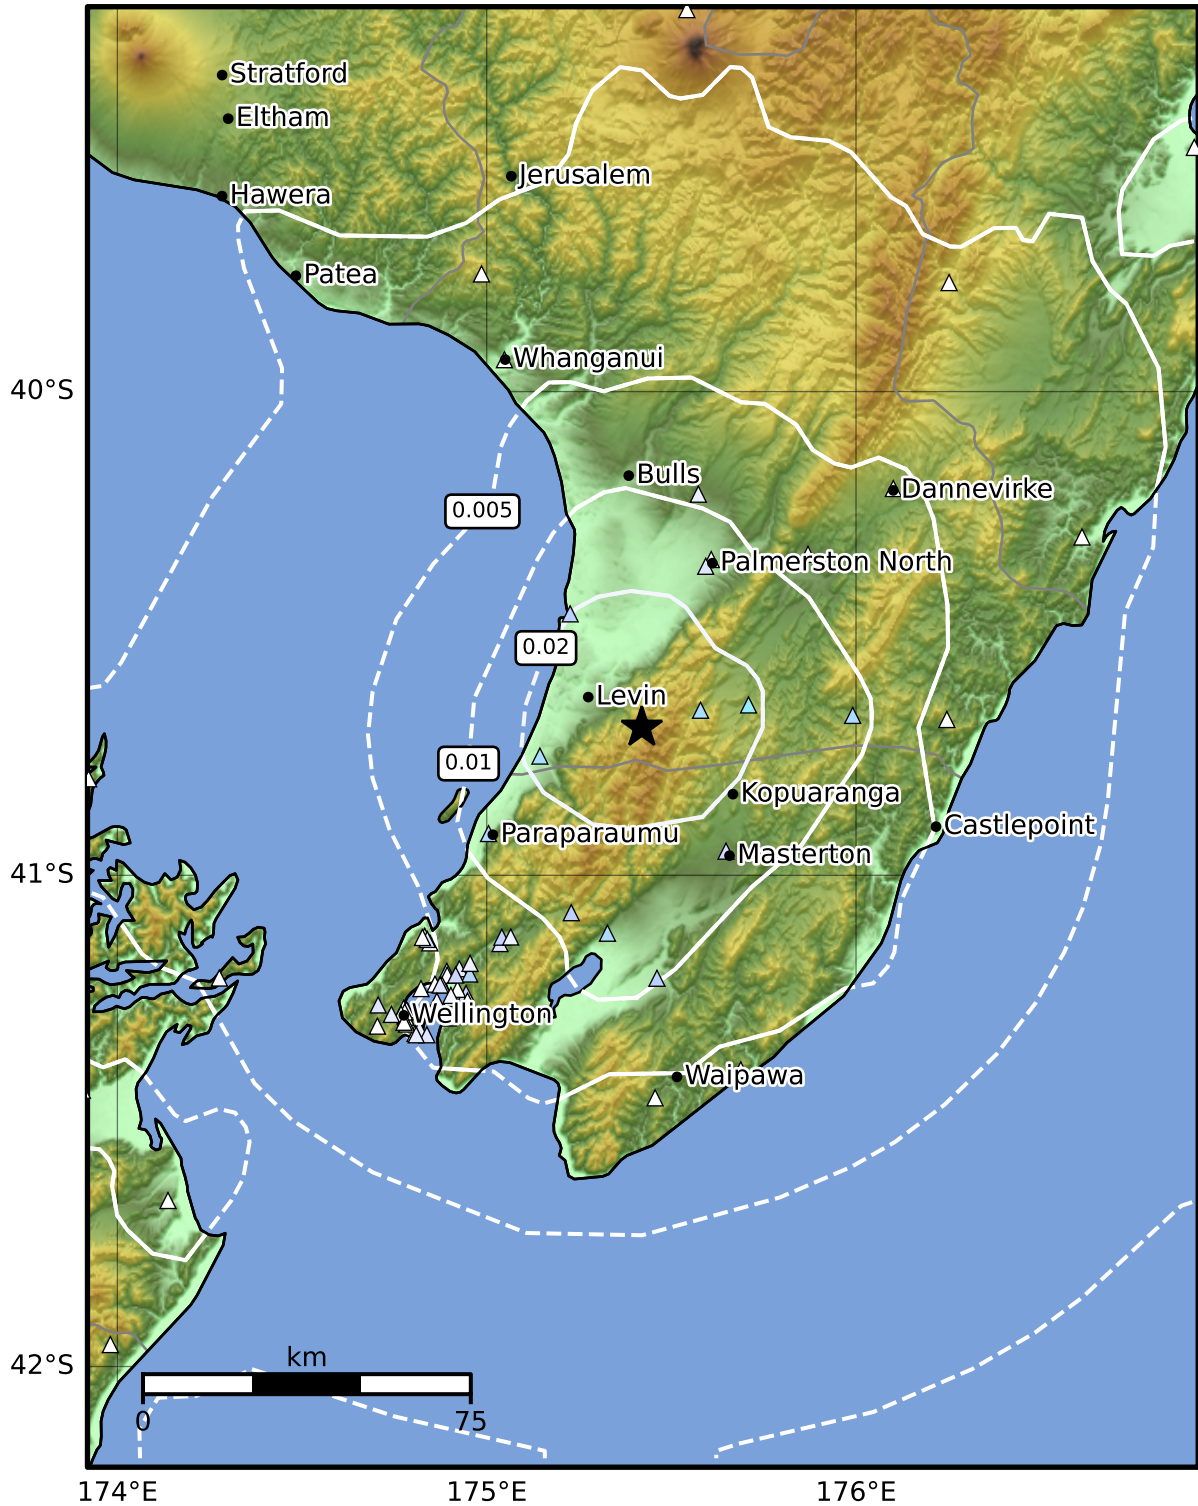 Stratford
Eltham
Jerusalem
Hawera
Patea
Whanganui
40°S
Bulls
Dannevirke
0.005
Palmerston North
0.02
Levin
0.01
Kopuaranga
Castlepoint
Paraparaumu
Masterton
41°S
Wellington
Waipawa
km
42°S
0
75
174°E
175°E
176°E